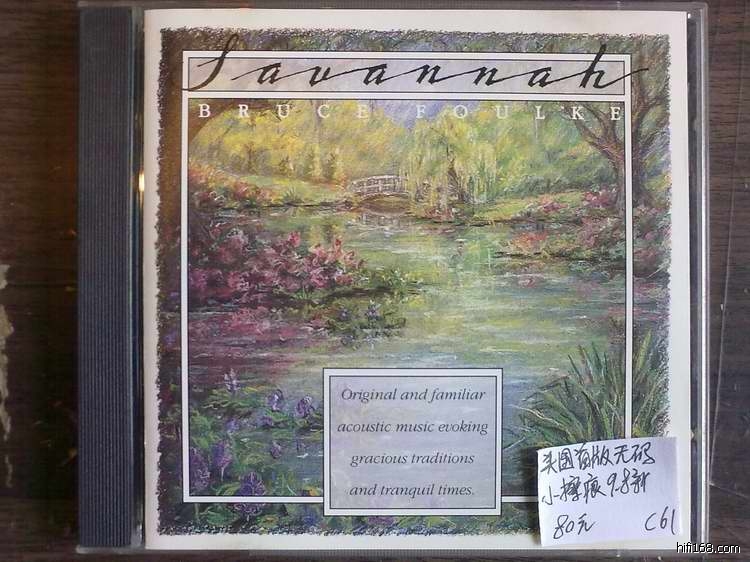 Savannah
BRUCE FOULKE
Original and familiar
acoustic music evoking
gracious traditions
and tranquil times.
美国首版无码
小擦痕9.8新
80元 C61
hifi168.com